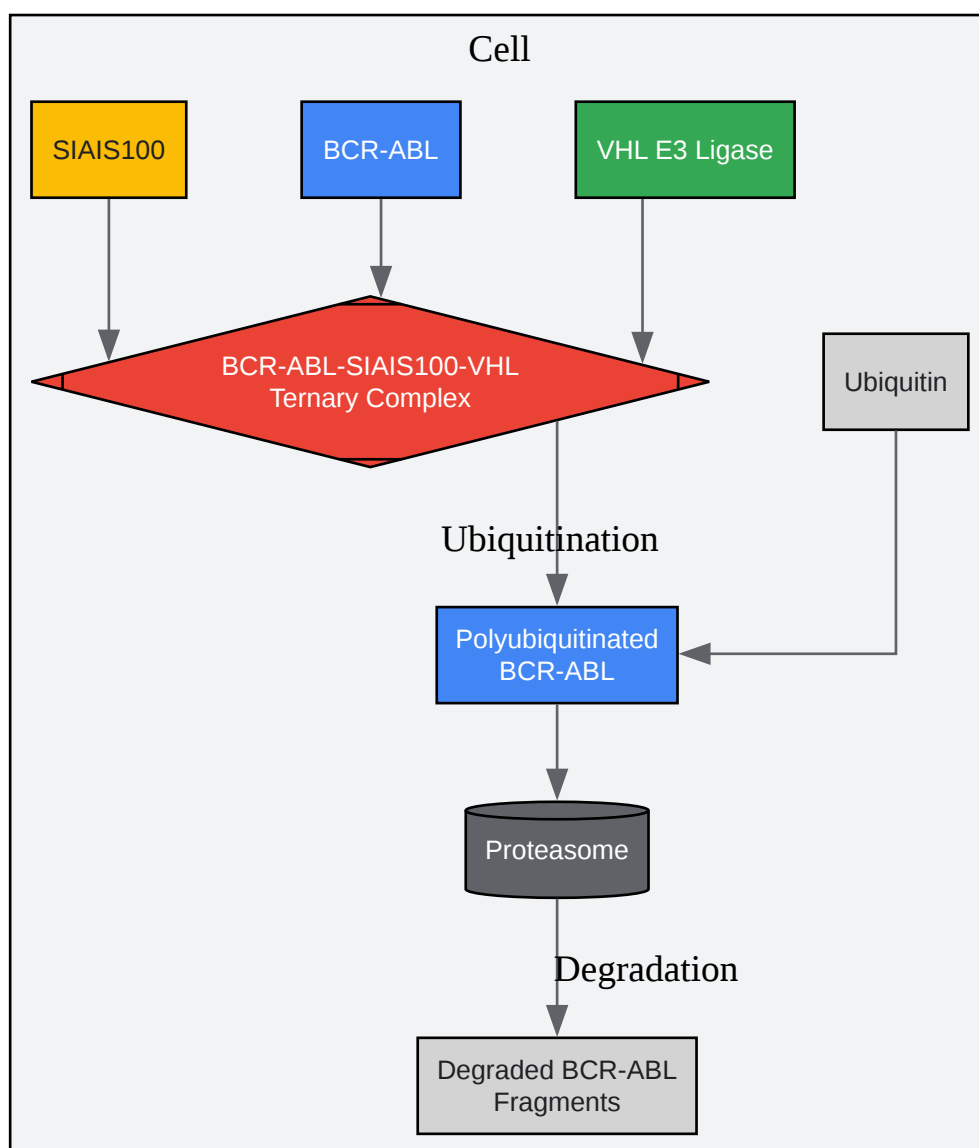 Cell
SIAIS100
BCR-ABL
VHL E3 Ligase
BCR-ABL-SIAIS100-VHL
Ternary Complex
Ubiquitin
Ubiquitination
Polyubiquitinated
BCR-ABL
Proteasome
Degradation
Degraded BCR-ABL
Fragments